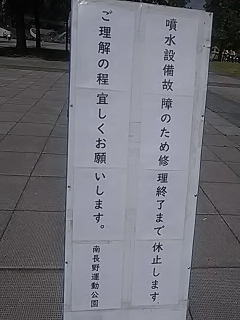 噴水設備故障のため修理終了まで休止します。
ご理解の程宜しくお願いします。
南長野運動公園